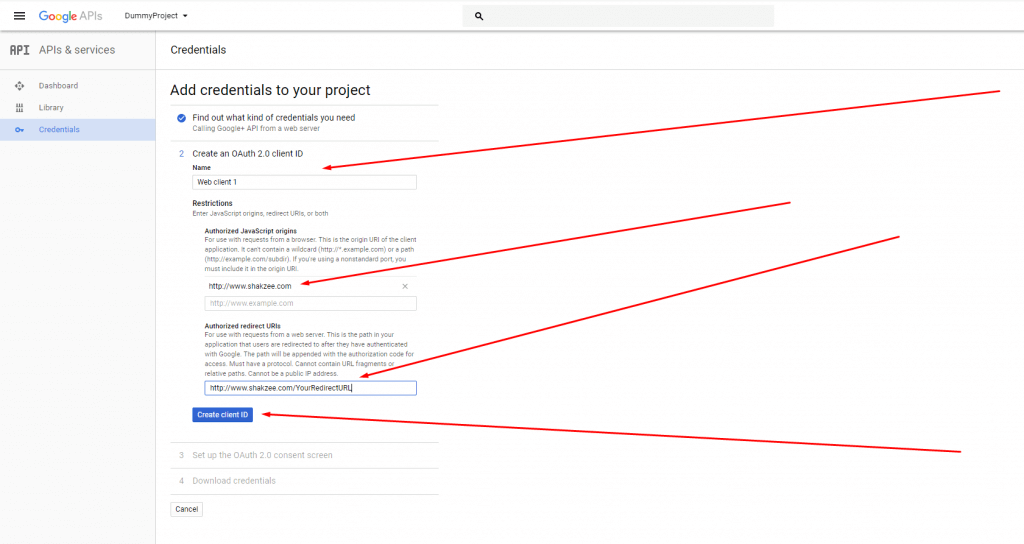 Google APIs DummyProject
API APIs & services Credentials
Dashboard
Library
Credentials
Add credentials to your project
Find out what kind of credentials you need
Calling Google+ API from a web server
2 Create an OAuth 2.0 client ID
Name
Web client 1
Restrictions
Enter JavaScript origins, redirect URIs, or both
Authorized JavaScript origins
For use with requests from a browser. This is the origin URI of the client
application. It can't contain a wildcard (http://*.example.com) or a path
(http://example.com/subdir). If you're using a nonstandard port, you
must include it in the origin URI.
http://www.shakzee.com
http://www.example.com
Authorized redirect URIs
For use with requests from a web server. This is the path in your
application that users are redirected to after they have authenticated
with Google. The path will be appended with the authorization code for
access. Must have a protocol. Cannot contain URL fragments or
relative paths. Cannot be a public IP address.
http://www.shakzee.com/YourRedirectURL
Create client ID
3 Set up the OAuth 2.0 consent screen
4 Download credentials
Cancel